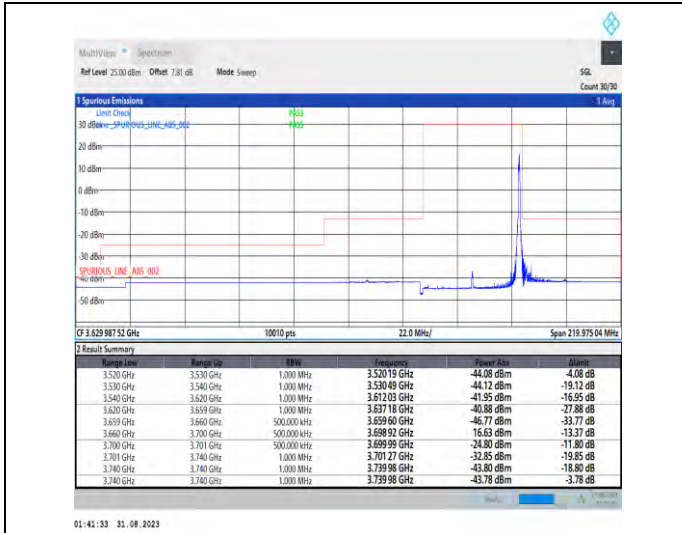 MultiView Spectrum
Ref Level 25.00 dBm Offset 7.81 dB Mode Sweep SGL
Count 30/30
1 Spurious Emissions 1 Avg
Limit Check PASS
30 dBm _SPURIOUS_LINE_ABS_002 PASS
20 dBm
10 dBm
0 dBm
-10 dBm
-20 dBm
-30 dBm
SPURIOUS_LINE_ABS_002
-40 dBm
-50 dBm
CF 3.629 987 52 GHz 10010 pts 22.0 MHz/ Span 219.975 04 MHz
2 Result Summary
Range Low Range Up RBW Frequency Power Abs ΔLimit
3.520 GHz 3.530 GHz 1.000 MHz 3.520 19 GHz -44.08 dBm -4.08 dB
3.530 GHz 3.540 GHz 1.000 MHz 3.530 49 GHz -44.12 dBm -19.12 dB
3.540 GHz 3.620 GHz 1.000 MHz 3.612 03 GHz -41.95 dBm -16.95 dB
3.620 GHz 3.659 GHz 1.000 MHz 3.637 18 GHz -40.88 dBm -27.88 dB
3.659 GHz 3.660 GHz 500.000 kHz 3.659 60 GHz -46.77 dBm -33.77 dB
3.660 GHz 3.700 GHz 500.000 kHz 3.698 92 GHz 16.63 dBm -13.37 dB
3.700 GHz 3.701 GHz 500.000 kHz 3.699 99 GHz -24.80 dBm -11.80 dB
3.701 GHz 3.740 GHz 1.000 MHz 3.701 27 GHz -32.85 dBm -19.85 dB
3.740 GHz 3.740 GHz 1.000 MHz 3.739 98 GHz -43.80 dBm -18.80 dB
3.740 GHz 3.740 GHz 1.000 MHz 3.739 98 GHz -43.78 dBm -3.78 dB
01:41:33 31.08.2023